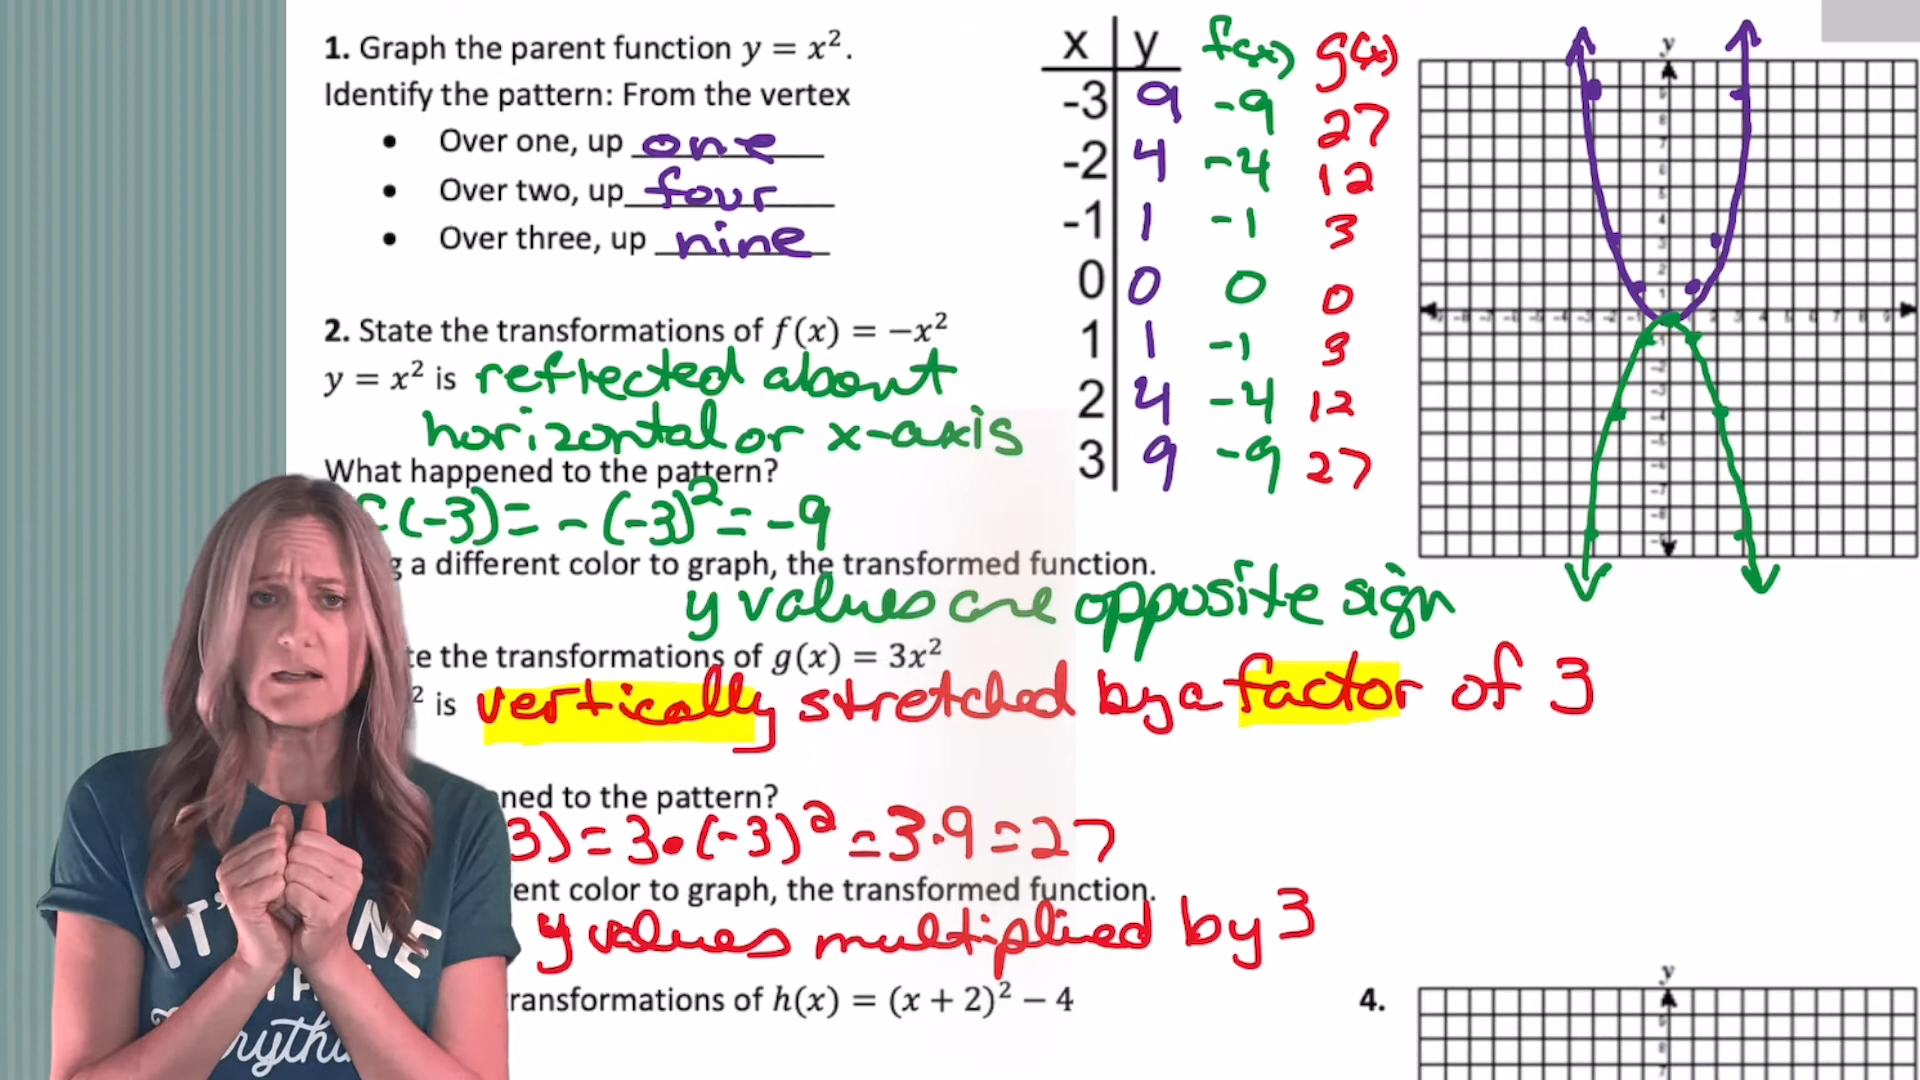 1. Graph the parent function y = x².
Identify the pattern: From the vertex
• Over one, up one
• Over two, up four
• Over three, up nine
x y f(x) g(x)
-3 9 -9 27
-2 4 -4 12
-1 1 -1 3
0 0 0 0
1 1 -1 3
2 4 -4 12
3 9 -9 27
y
2. State the transformations of f(x) = −x²
y = x² is reflected about
horizontal or x-axis
What happened to the pattern?
(-3) = -(-3)² = -9
a different color to graph, the transformed function.
y values are opposite sign
te the transformations of g(x) = 3x²
² is vertically stretched by a factor of 3
ned to the pattern?
3) = 3•(-3)² = 3·9 = 27
ent color to graph, the transformed function.
y values multiplied by 3
ransformations of h(x) = (x + 2)² − 4
4.
y
IT'S NE